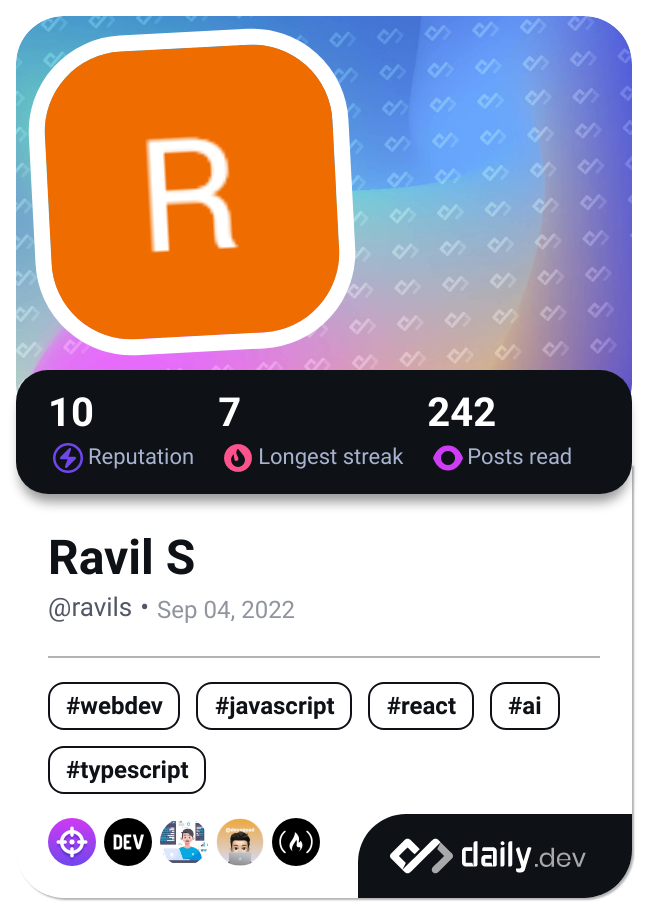 R
10 7 242
Reputation Longest streak Posts read
Ravil S
@ravils • Sep 04, 2022
#webdev #javascript #react #ai
#typescript
DEV
daily.dev